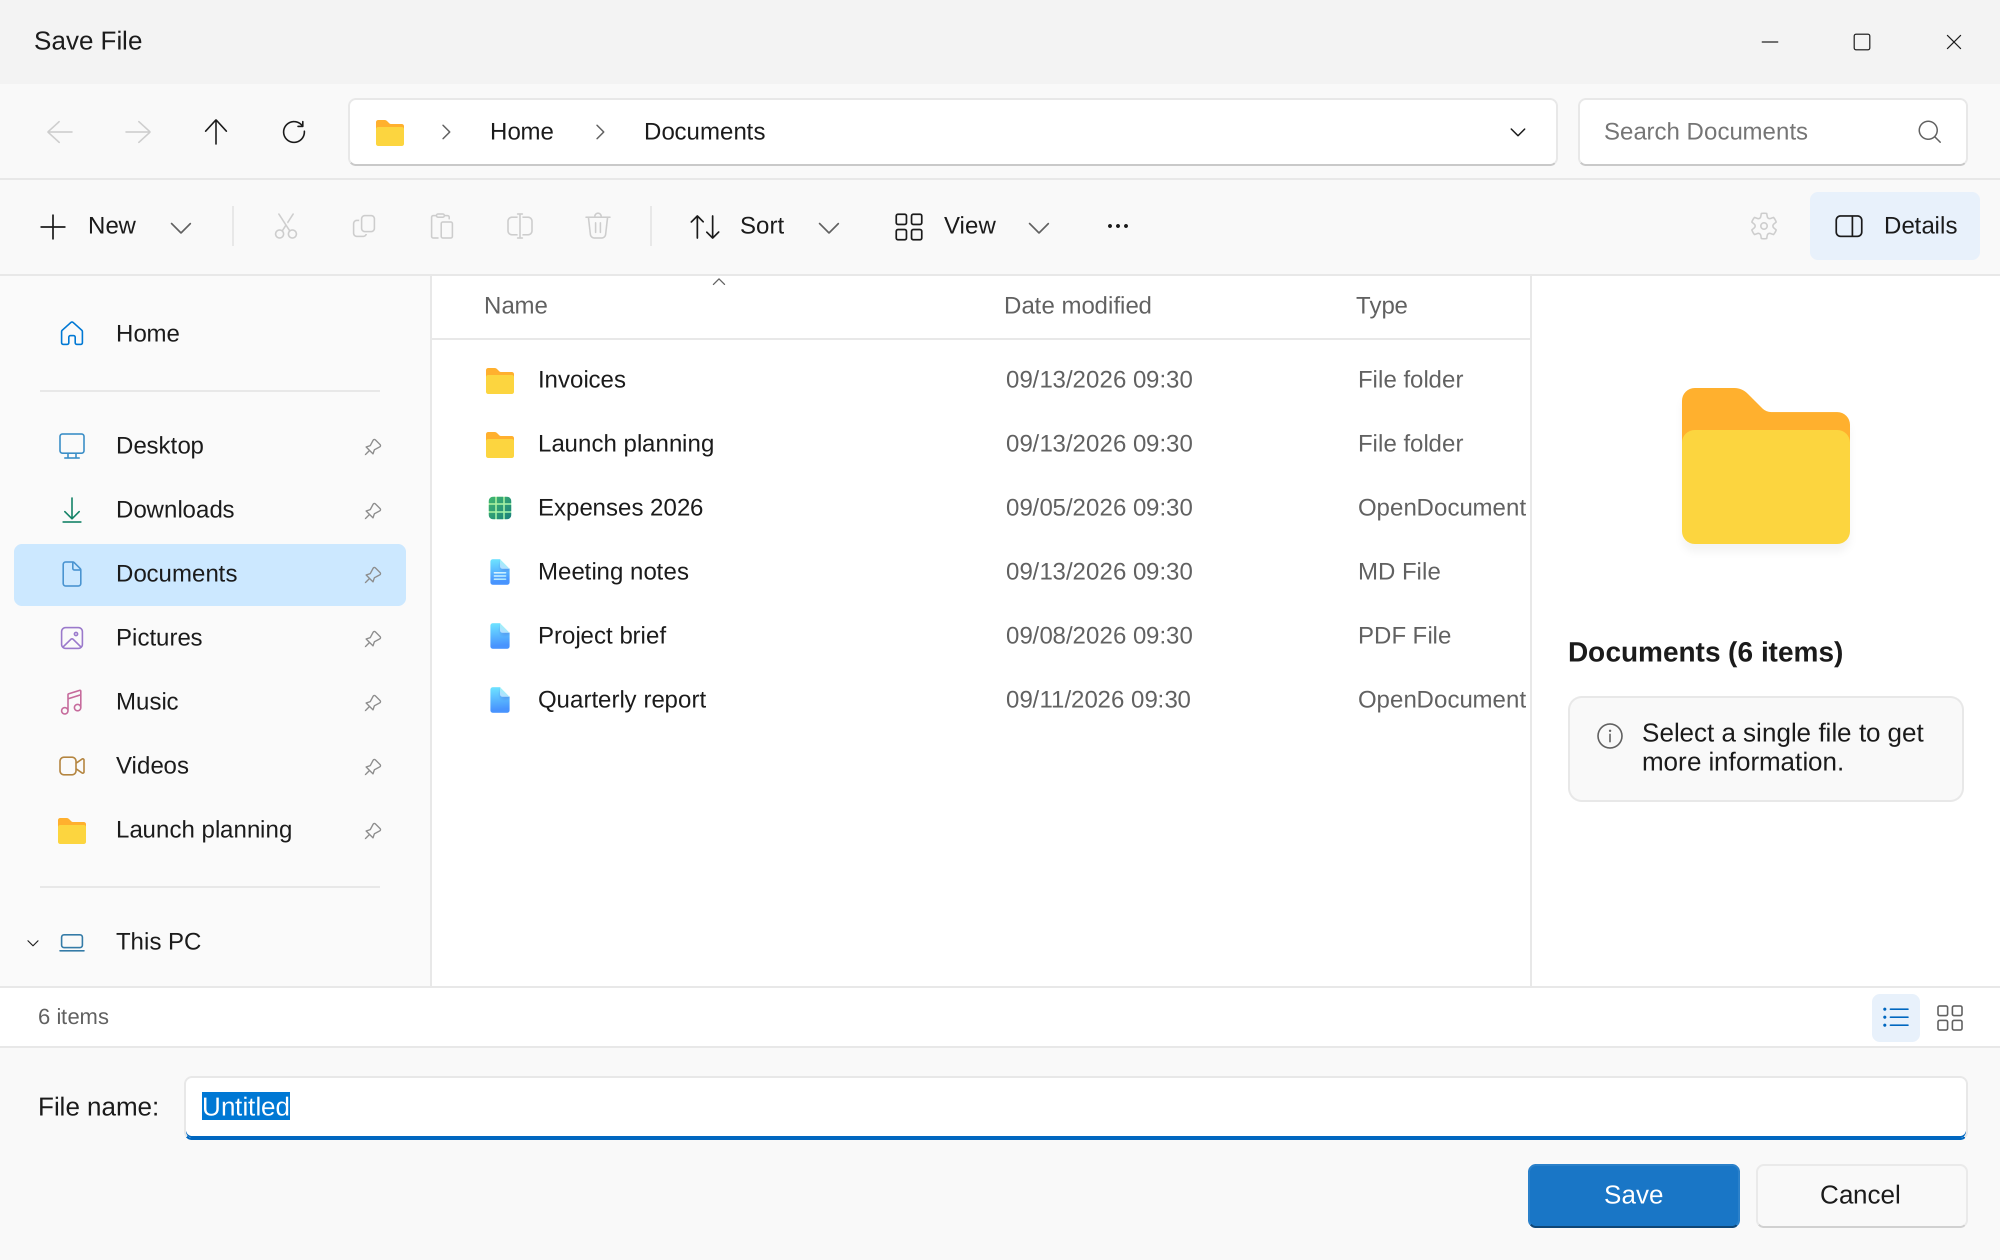 Save File
Home
Documents
Search Documents
New
Sort
View
Details
Home
Desktop
Downloads
Documents
Pictures
Music
Videos
Launch planning
This PC
Name
Date modified
Type
Invoices
09/13/2026 09:30
File folder
Launch planning
09/13/2026 09:30
File folder
Expenses 2026
09/05/2026 09:30
OpenDocument
Meeting notes
09/13/2026 09:30
MD File
Project brief
09/08/2026 09:30
PDF File
Quarterly report
09/11/2026 09:30
OpenDocument
Documents (6 items)
Select a single file to get
more information.
6 items
File name:
Untitled
Save
Cancel